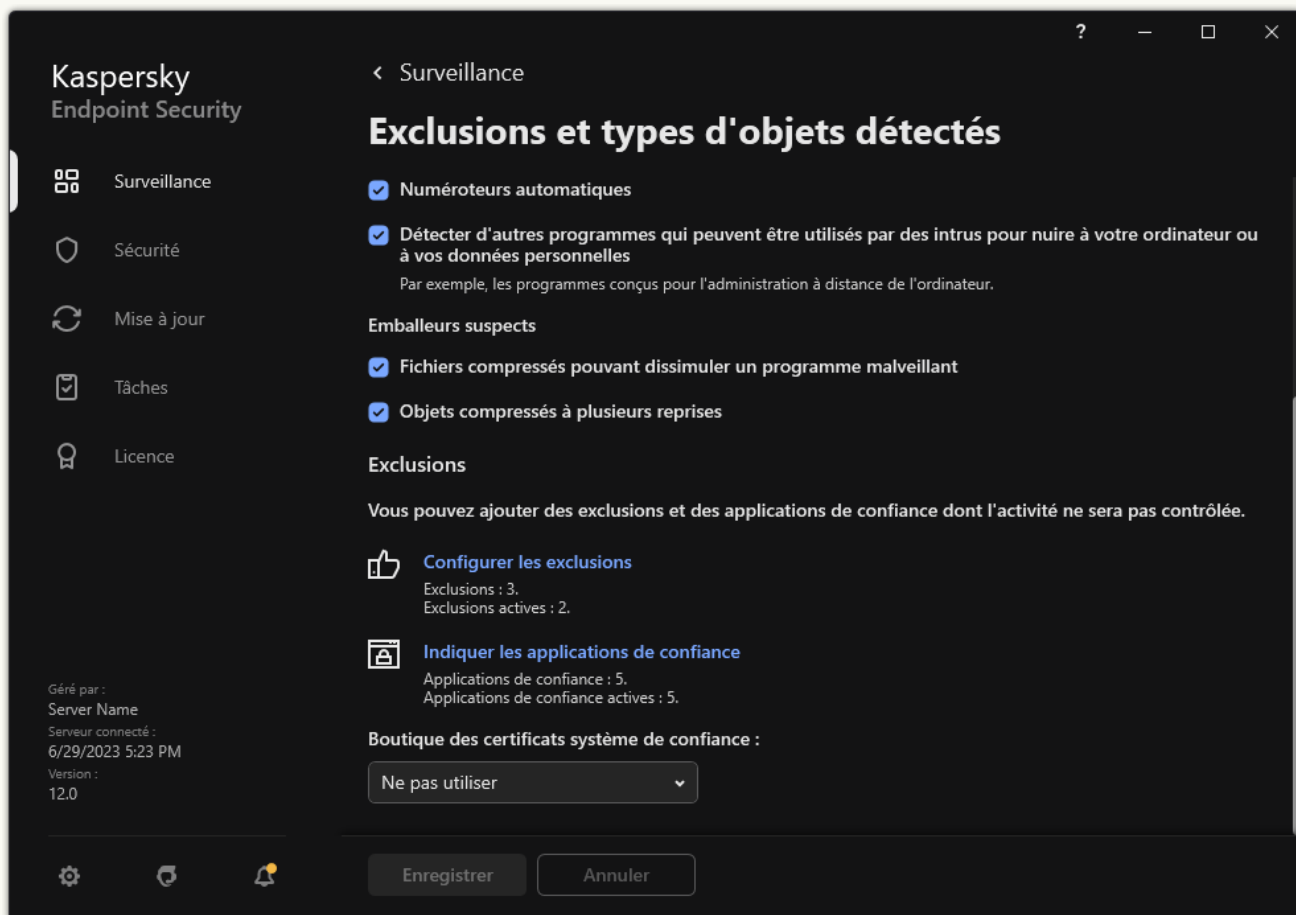 ?
Kaspersky
Endpoint Security
Surveillance
Sécurité
Mise à jour
Tâches
Licence
Géré par :
Server Name
Serveur connecté :
6/29/2023 5:23 PM
Version :
12.0
Surveillance
Exclusions et types d'objets détectés
Numéroteurs automatiques
Détecter d'autres programmes qui peuvent être utilisés par des intrus pour nuire à votre ordinateur ou
à vos données personnelles
Par exemple, les programmes conçus pour l'administration à distance de l'ordinateur.
Emballeurs suspects
Fichiers compressés pouvant dissimuler un programme malveillant
Objets compressés à plusieurs reprises
Exclusions
Vous pouvez ajouter des exclusions et des applications de confiance dont l'activité ne sera pas contrôlée.
Configurer les exclusions
Exclusions : 3.
Exclusions actives : 2.
Indiquer les applications de confiance
Applications de confiance : 5.
Applications de confiance actives : 5.
Boutique des certificats système de confiance :
Ne pas utiliser
Enregistrer
Annuler